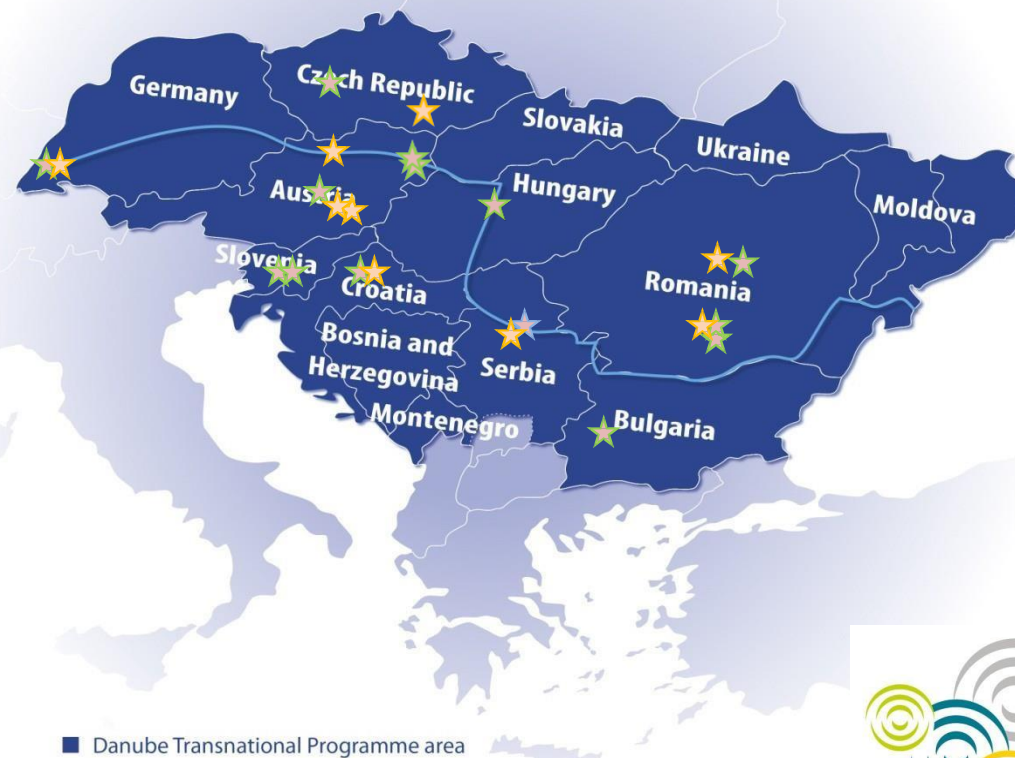 Germany
Czech Republic
Slovakia
Ukraine
Moldova
Austria
Hungary
Slovenia
Croatia
Romania
Bosnia and
Herzegovina
Serbia
Montenegro
Bulgaria
Danube Transnational Programme area